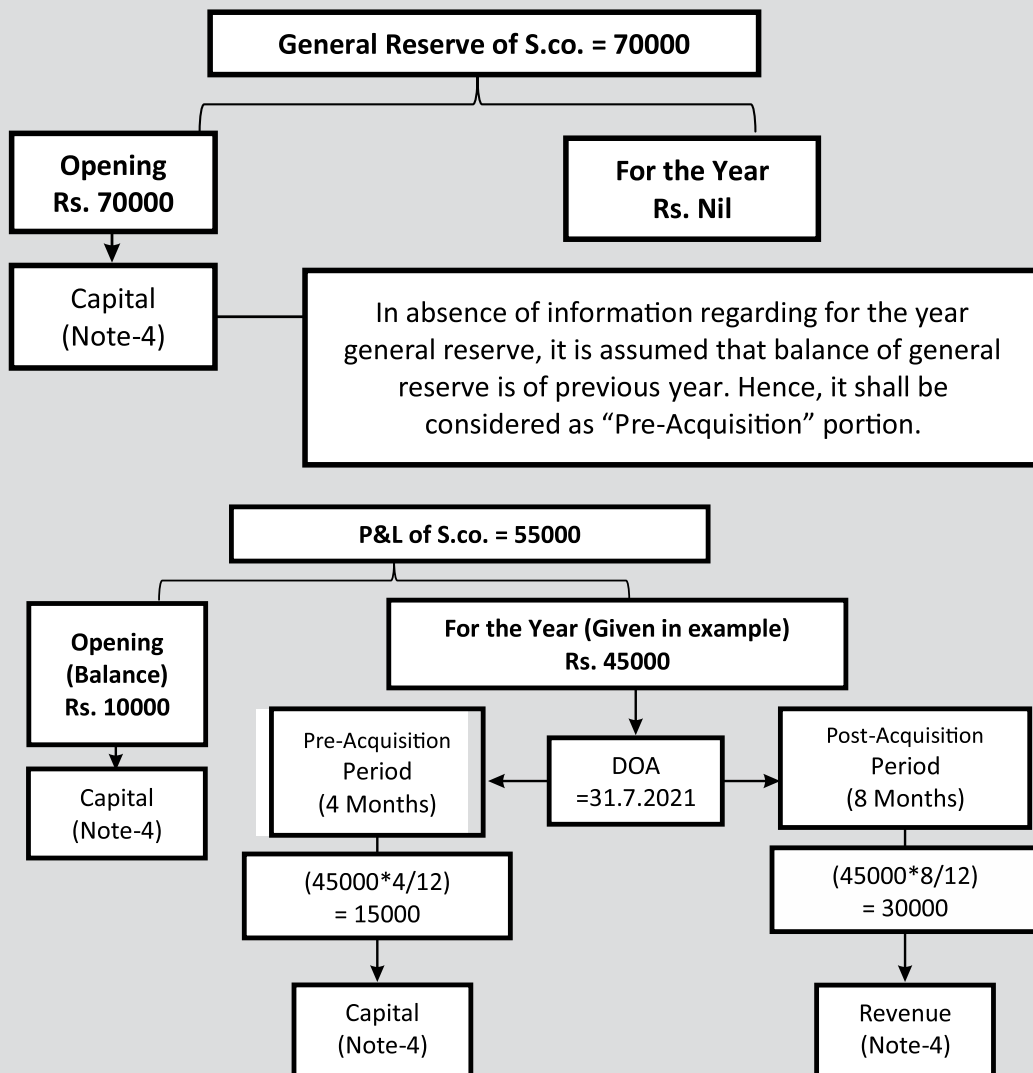 General Reserve of S.co. = 70000
Opening
Rs. 70000
For the Year
Rs. Nil
Capital
(Note-4)
In absence of information regarding for the year
general reserve, it is assumed that balance of general
reserve is of previous year. Hence, it shall be
considered as “Pre-Acquisition” portion.
P&L of S.co. = 55000
Opening
(Balance)
Rs. 10000
For the Year (Given in example)
Rs. 45000
Capital
(Note-4)
Pre-Acquisition
Period
(4 Months)
DOA
=31.7.2021
Post-Acquisition
Period
(8 Months)
(45000*4/12)
= 15000
(45000*8/12)
= 30000
Capital
(Note-4)
Revenue
(Note-4)